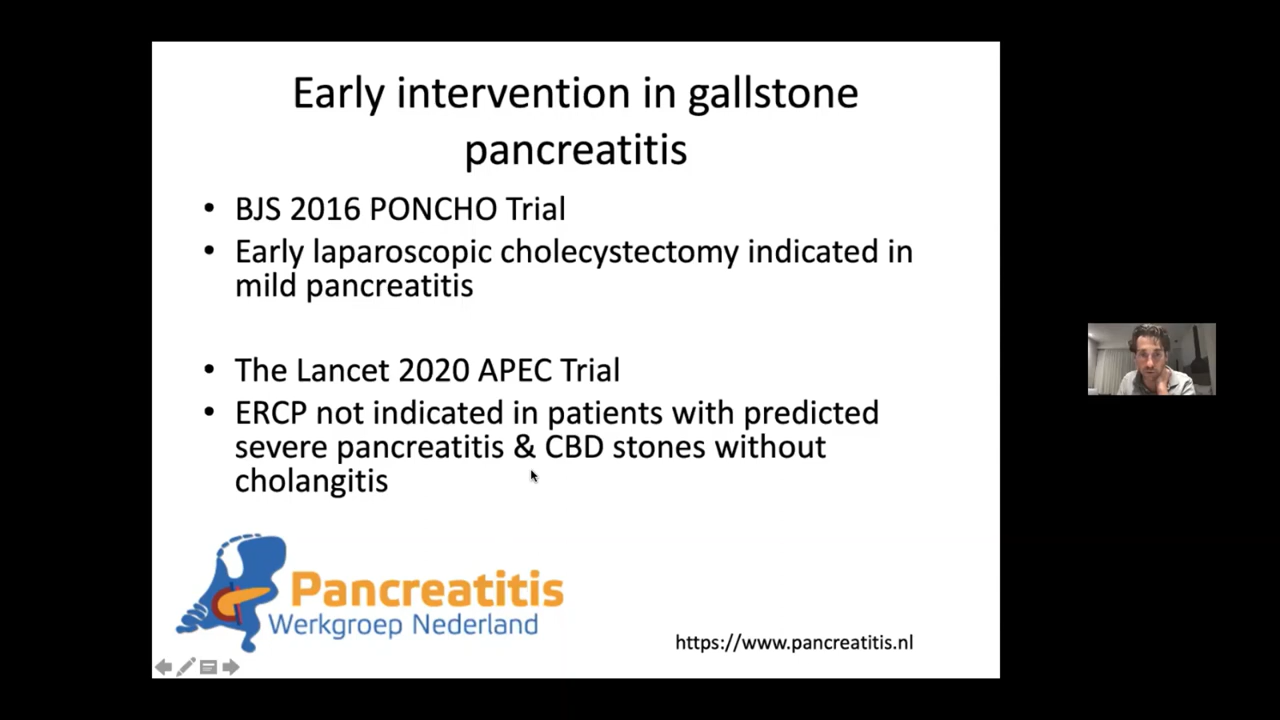 Early intervention in gallstone
pancreatitis
• BJS 2016 PONCHO Trial
• Early laparoscopic cholecystectomy indicated in
mild pancreatitis
• The Lancet 2020 APEC Trial
• ERCP not indicated in patients with predicted
severe pancreatitis & CBD stones without
cholangitis
Pancreatitis
Werkgroep Nederland
https://www.pancreatitis.nl